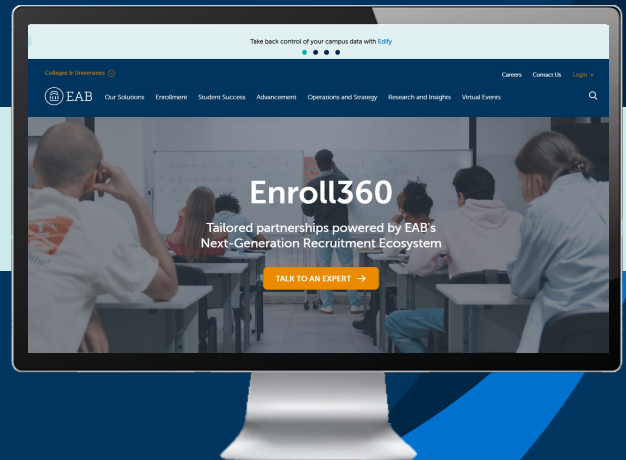 Take back control of your campus data with Edify
Colleges & Universities
Careers Contact Us Login
EAB Our Solutions Enrollment Student Success Advancement Operations and Strategy Research and Insights Virtual Events
Enroll360
Tailored partnerships powered by EAB's
Next-Generation Recruitment Ecosystem
TALK TO AN EXPERT →